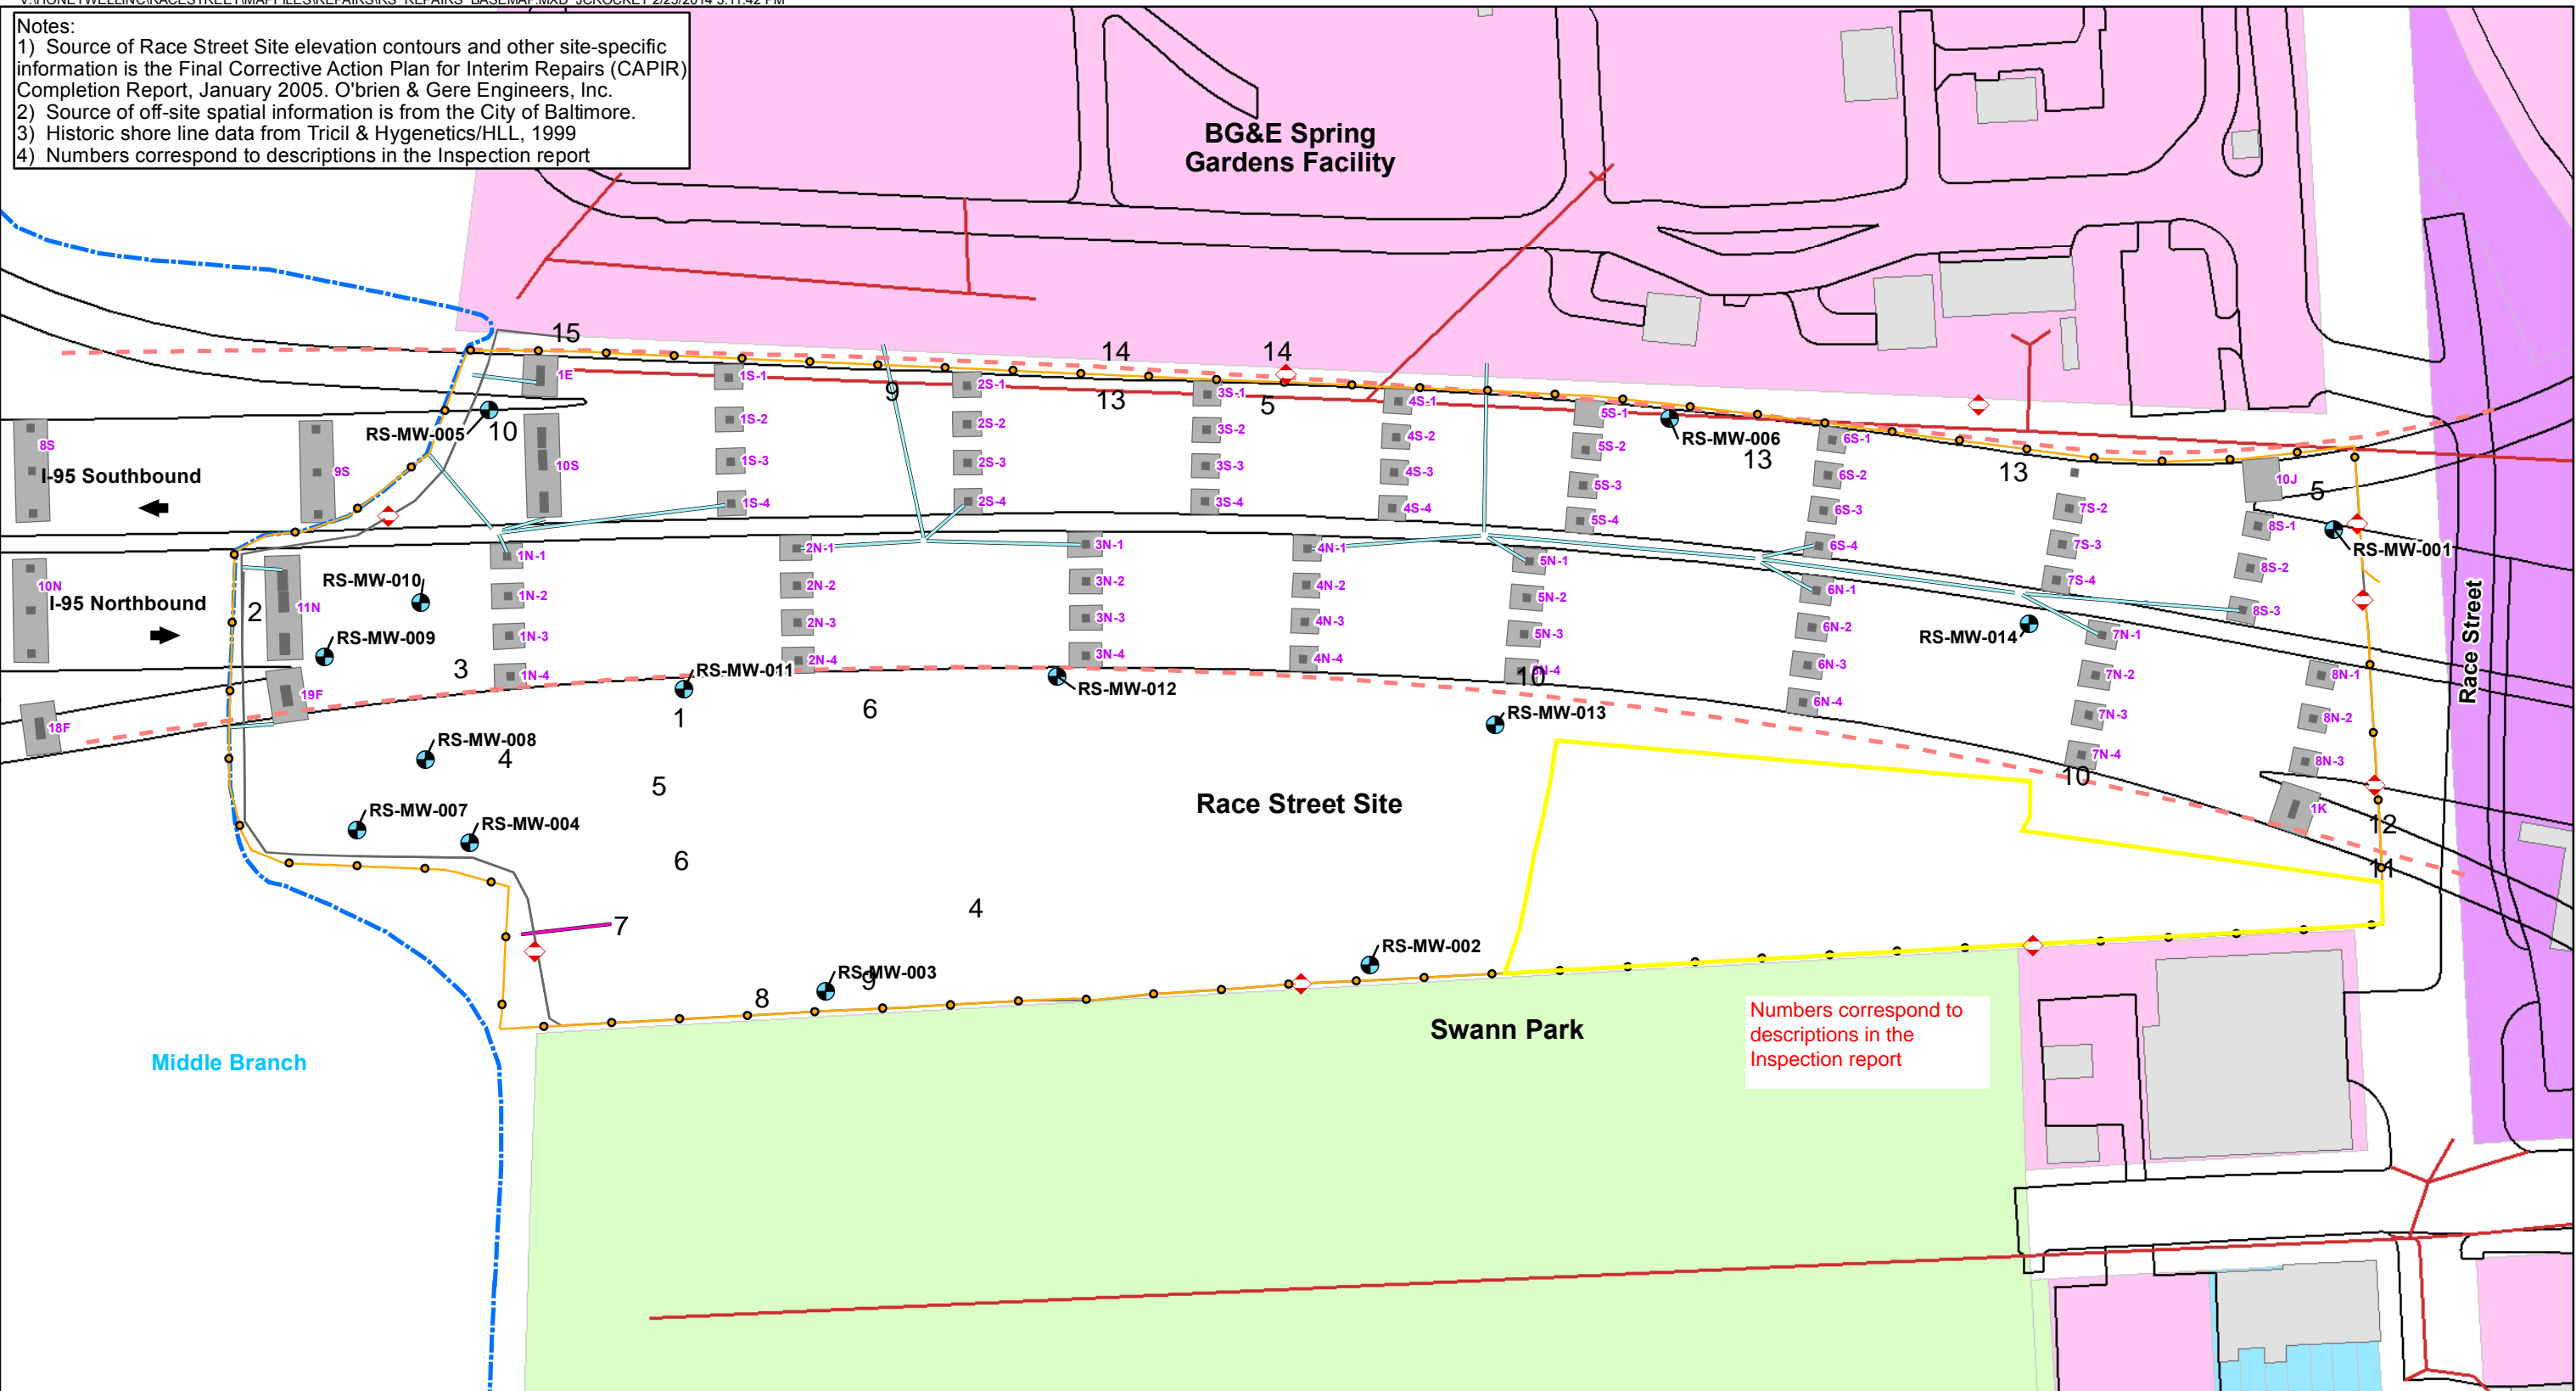 Notes:
1) Source of Race Street Site elevation contours and other site-specific
information is the Final Corrective Action Plan for Interim Repairs (CAPIR)
Completion Report, January 2005. O'brien & Gere Engineers, Inc.
2) Source of off-site spatial information is from the City of Baltimore.
3) Historic shore line data from Tricil & Hygenetics/HLL, 1999
4) Numbers correspond to descriptions in the Inspection report
BG&E Spring
Gardens Facility
15
14
14
1E
1S-1
9
2S-1
13
3S-1
5
4S-1
5S-1
RS-MW-005
10
1S-2
2S-2
3S-2
4S-2
5S-2
RS-MW-006
13
6S-1
13
8S
9S
10S
I-95 Southbound
1S-3
2S-3
3S-3
4S-3
5S-3
6S-2
10J
5
1S-4
2S-4
3S-4
4S-4
5S-4
6S-3
7S-2
8S-1
RS-MW-001
1N-1
2N-1
3N-1
4N-1
5N-1
6S-4
7S-3
8S-2
10N
11N
RS-MW-010
I-95 Northbound
2
1N-2
2N-2
3N-2
4N-2
5N-2
6N-1
7S-4
8S-3
RS-MW-009
1N-3
2N-3
3N-3
4N-3
5N-3
6N-2
RS-MW-014
7N-1
Race Street
3
1N-4
2N-4
3N-4
4N-4
5N-4
10
6N-3
7N-2
8N-1
19F
18F
RS-MW-011
1
6
RS-MW-012
RS-MW-013
6N-4
7N-3
8N-2
RS-MW-008
4
7N-4
10
8N-3
5
RS-MW-007
RS-MW-004
Race Street Site
1K
12
6
11
4
7
RS-MW-003
9
8
RS-MW-002
Swann Park
Numbers correspond to
descriptions in the
Inspection report
Middle Branch